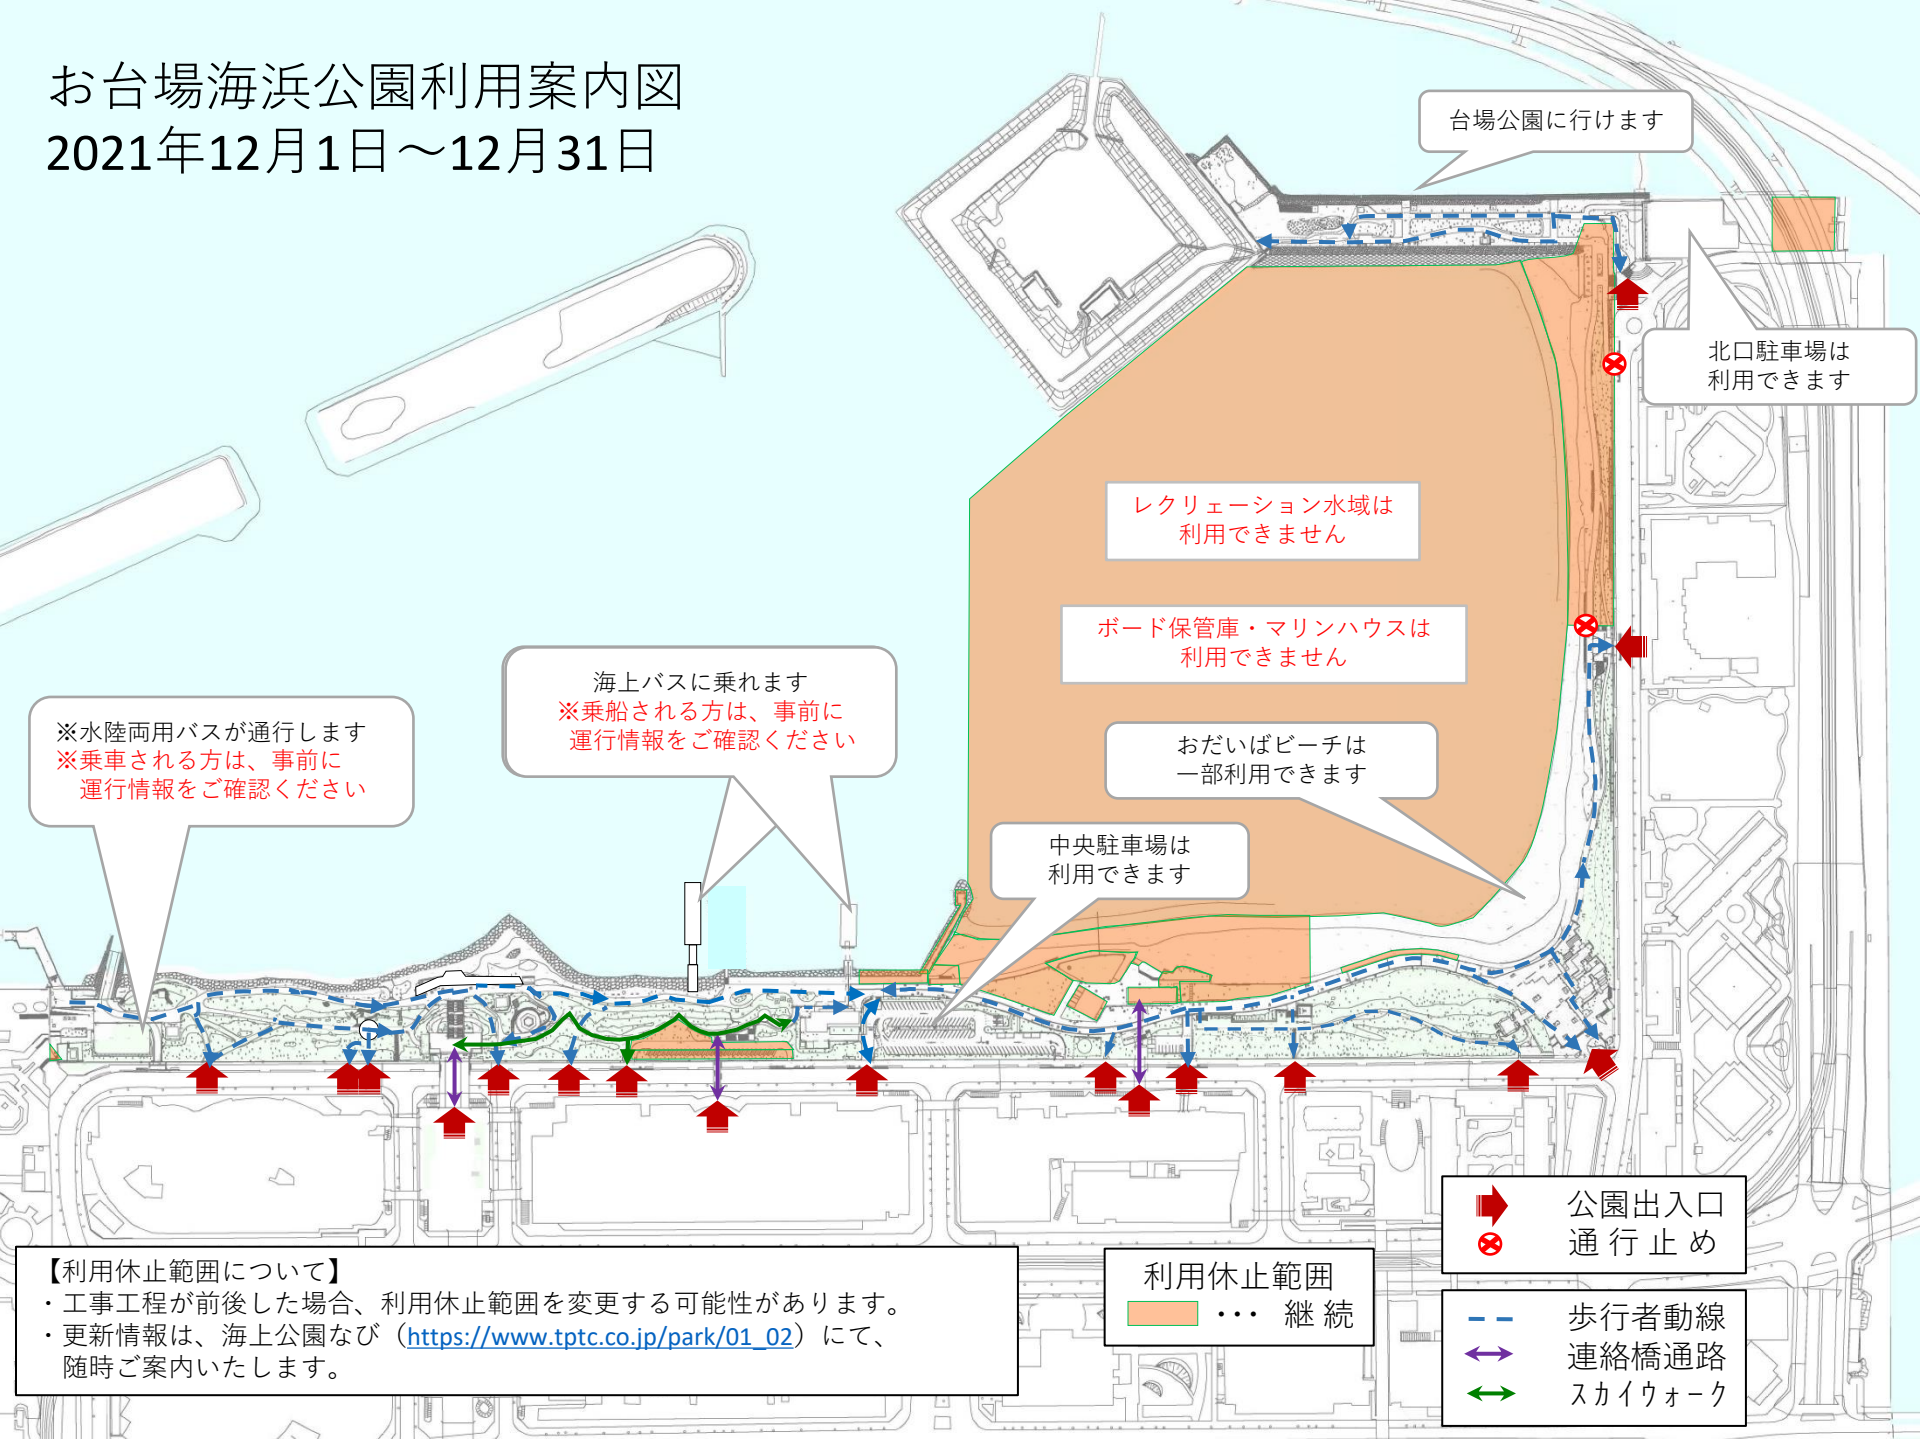 お台場海浜公園利用案内図
2021年12月1日～12月31日
台場公園に行けます
北口駐車場は
利用できます
レクリェーション水域は
利用できません
ボード保管庫・マリンハウスは
利用できません
海上バスに乗れます
※乗船される方は、事前に
運行情報をご確認ください
※水陸両用バスが通行します
※乗車される方は、事前に
運行情報をご確認ください
おだいばビーチは
一部利用できます
中央駐車場は
利用できます
【利用休止範囲について】
・工事工程が前後した場合、利用休止範囲を変更する可能性があります。
・更新情報は、海上公園なび（https://www.tptc.co.jp/park/01_02）にて、
随時ご案内いたします。
利用休止範囲
･･･ 継続
公園出入口
通行止め
歩行者動線
連絡橋通路
スカイウォーク